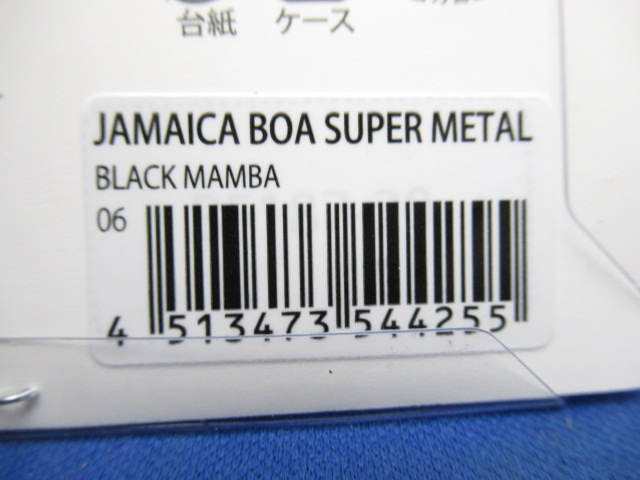 台紙 ケース
JAMAICA BOA SUPER METAL
BLACK MAMBA
06
4 513473 544255